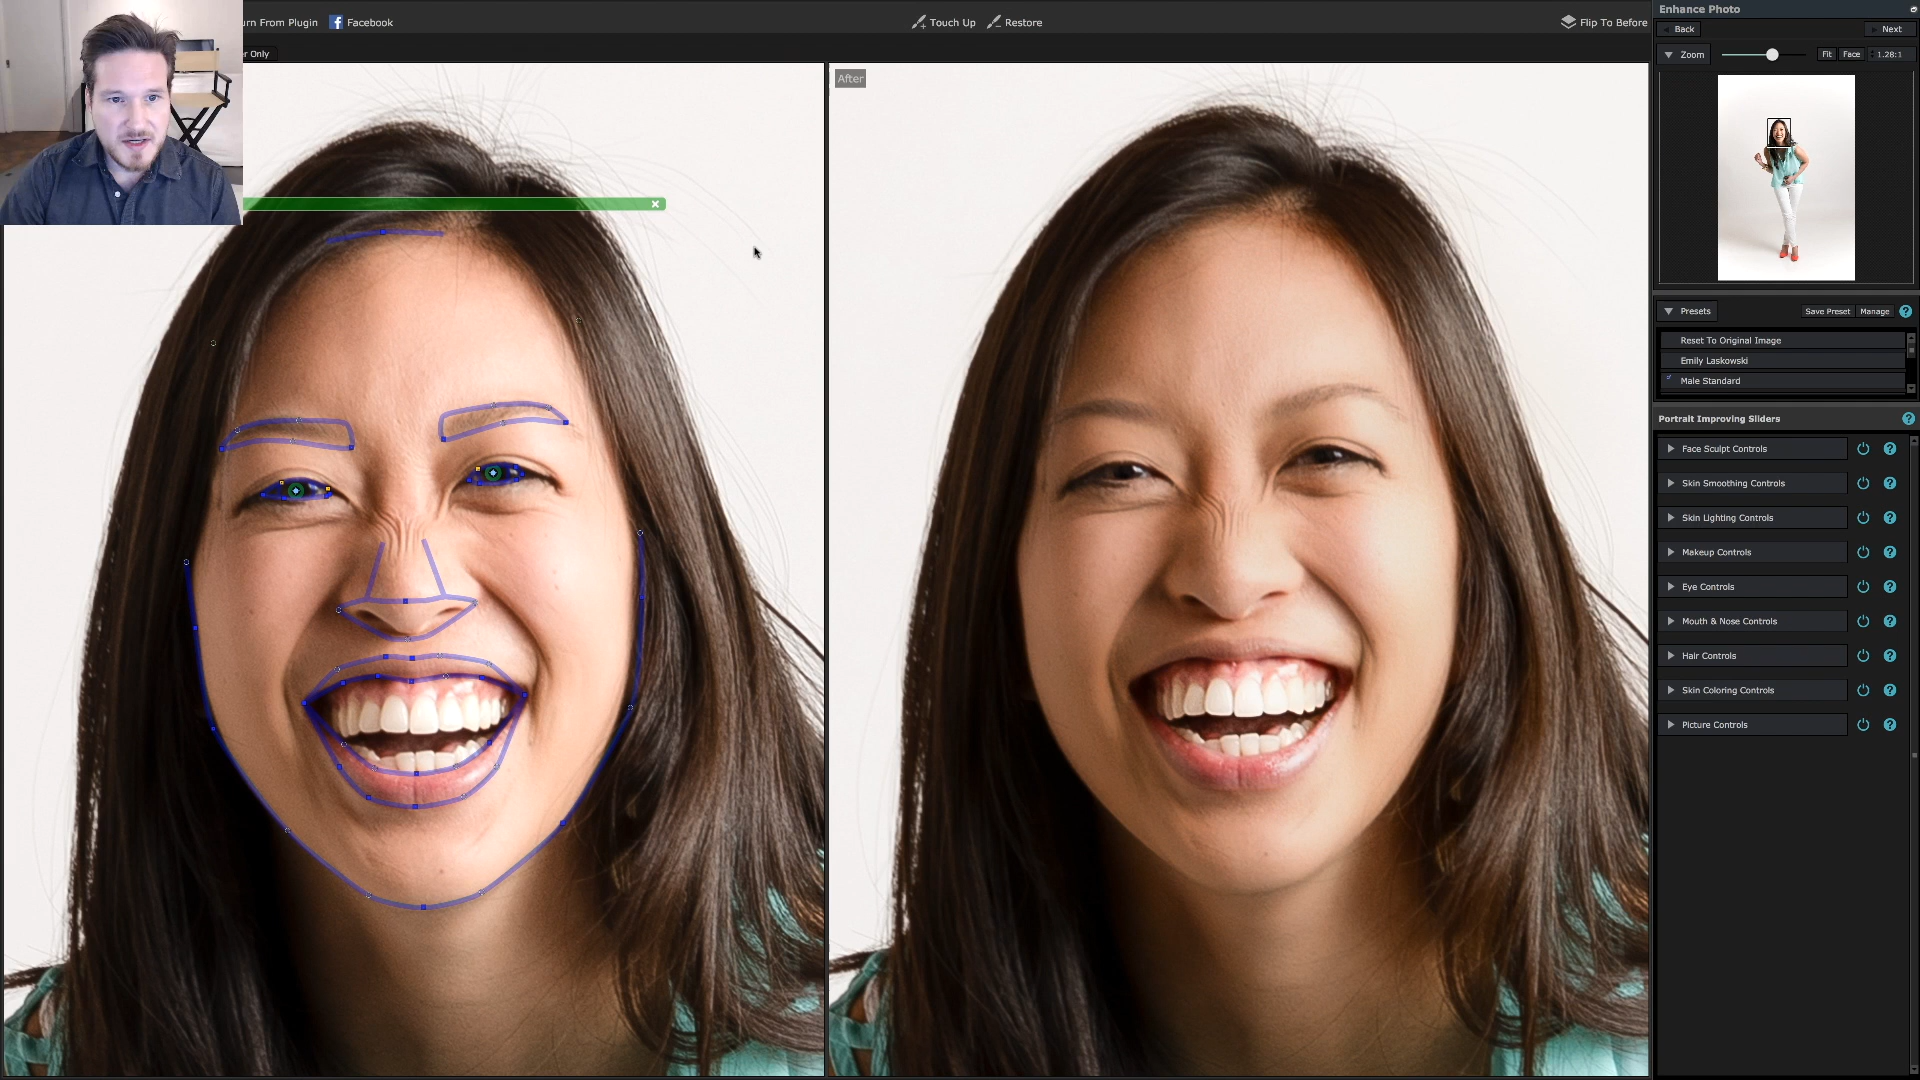 urn From Plugin
Facebook
Touch Up
Restore
Flip To Before
r Only
After
Enhance Photo
Back
Next
Zoom
Fit
Face
1.28:1
Presets
Save Preset
Manage
?
Reset To Original Image
Emily Laskowski
Male Standard
Portrait Improving Sliders
?
Face Sculpt Controls
?
Skin Smoothing Controls
?
Skin Lighting Controls
?
Makeup Controls
?
Eye Controls
?
Mouth & Nose Controls
?
Hair Controls
?
Skin Coloring Controls
?
Picture Controls
?